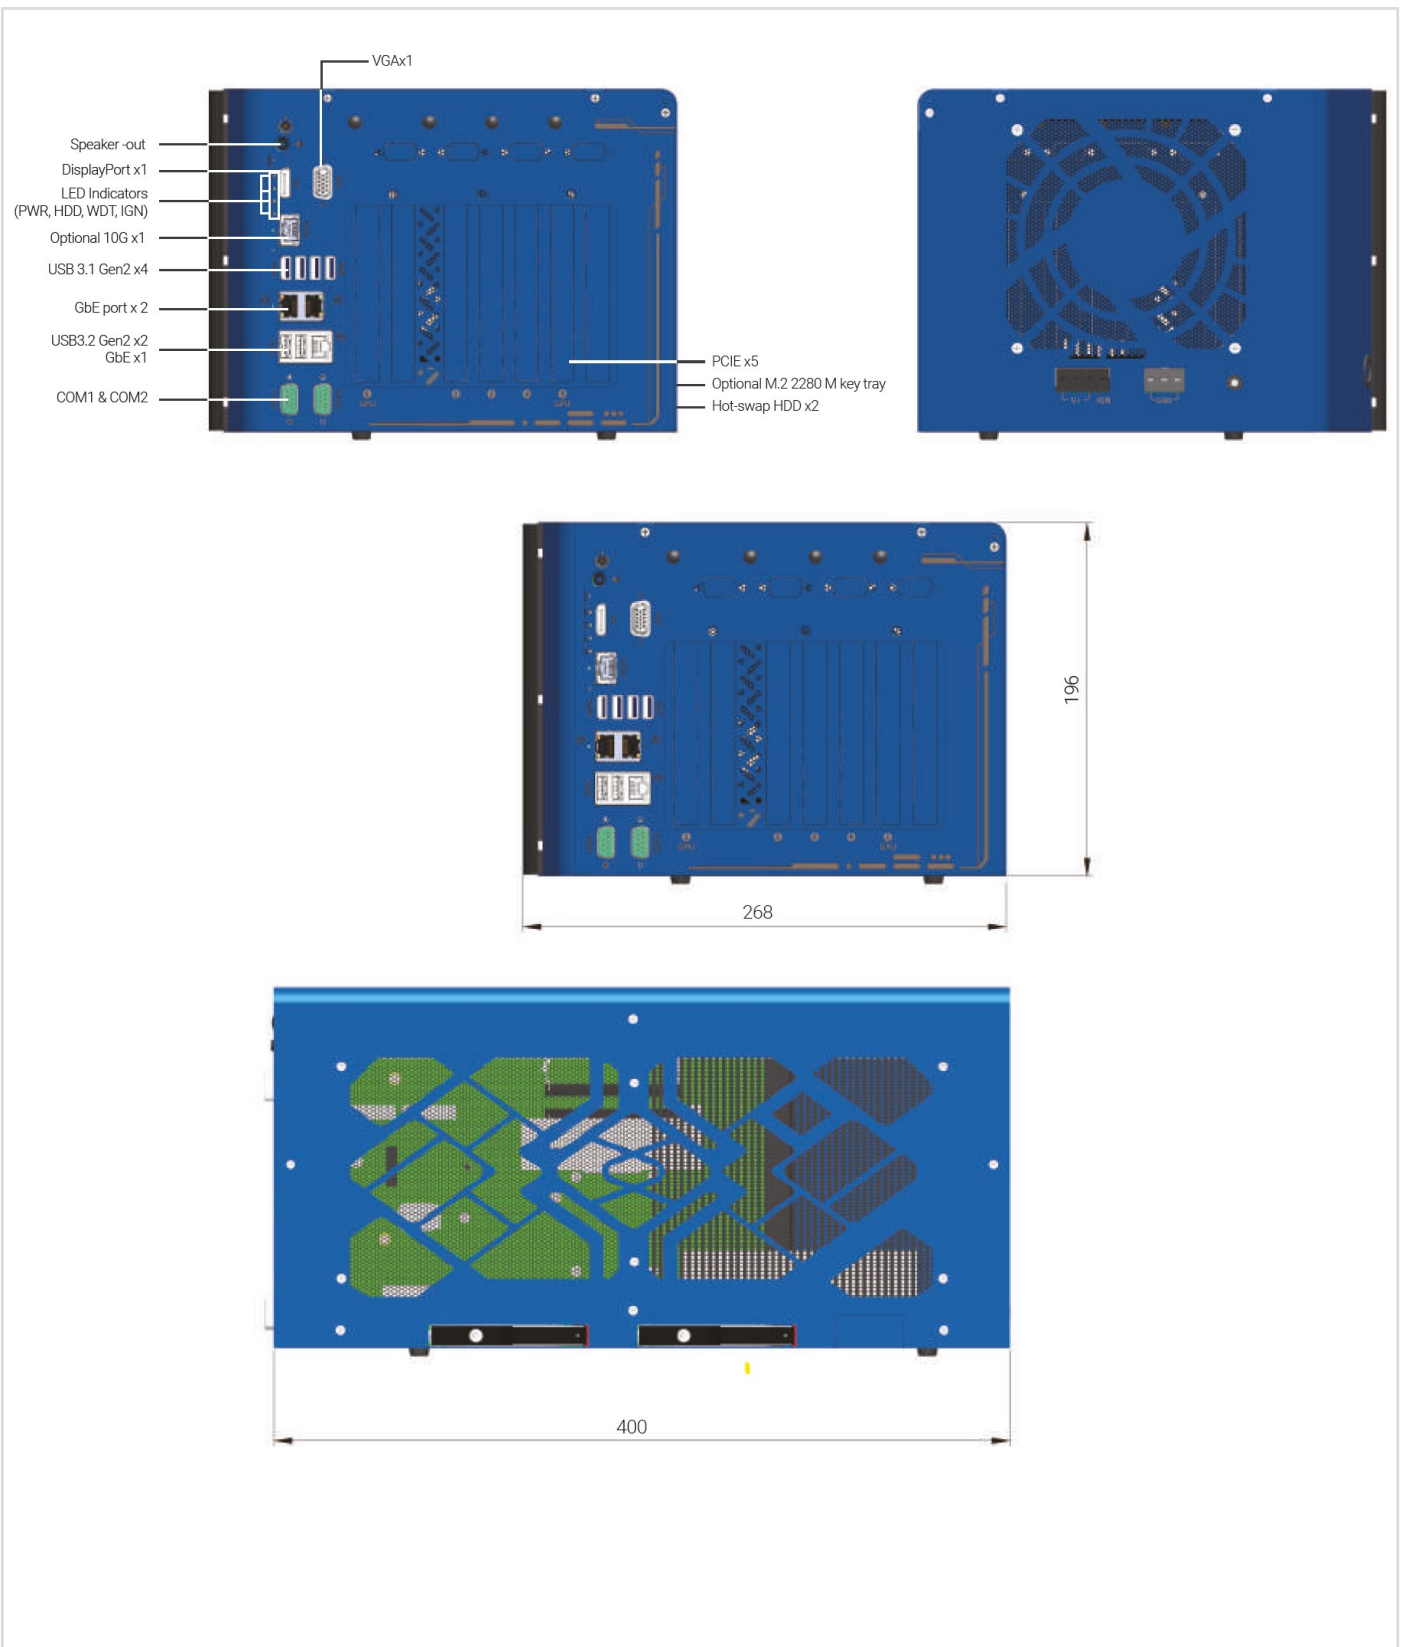 VGAx1
Speaker -out
DisplayPort x1
LED Indicators
(PWR, HDD, WDT, IGN)
Optional 10G x1
USB 3.1 Gen2 x4
GbE port x 2
USB3.2 Gen2 x2
GbE x1
COM1 & COM2
PCIE x5
Optional M.2 2280 M key tray
Hot-swap HDD x2
V+ IGN
GND
196
268
400